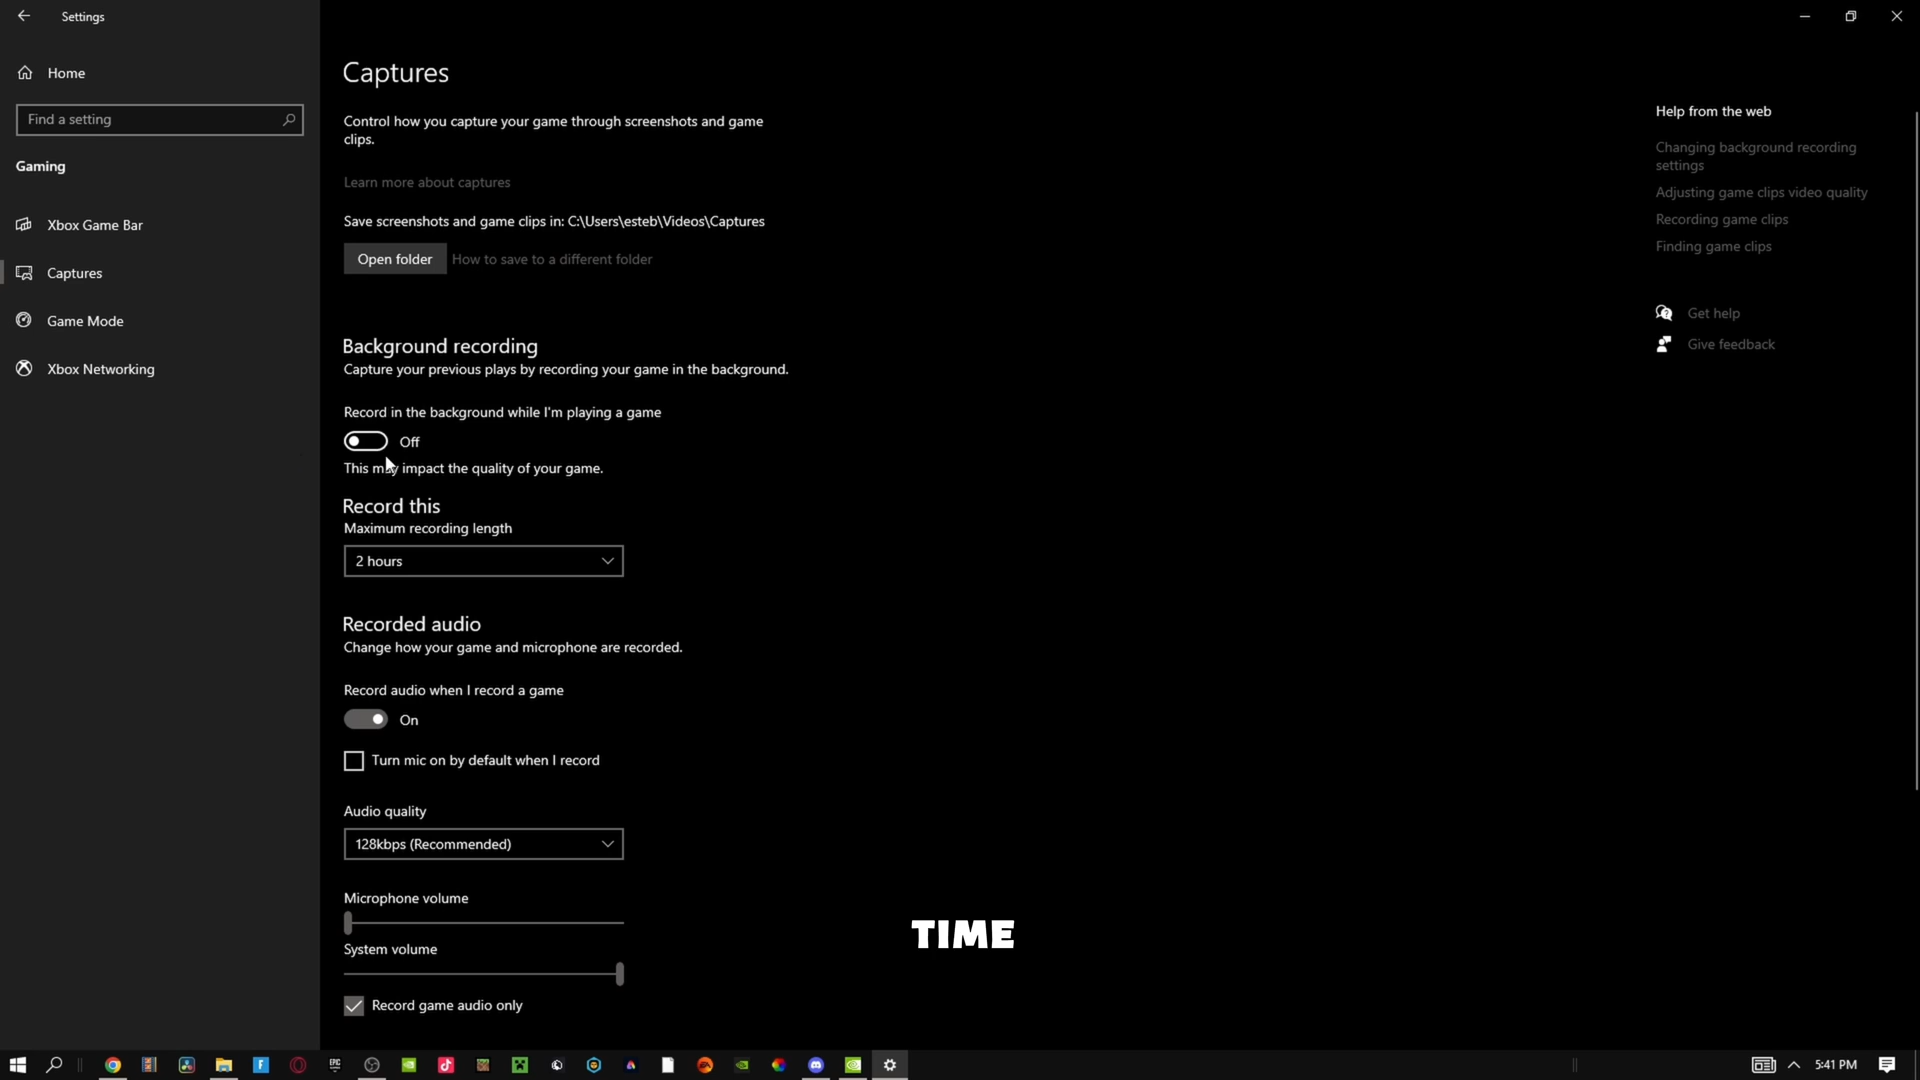 Settings
Home
Find a setting
Gaming
Xbox Game Bar
Captures
Game Mode
Xbox Networking
Captures
Control how you capture your game through screenshots and game
clips.
Learn more about captures
Save screenshots and game clips in: C:\Users\esteb\Videos\Captures
Open folder
How to save to a different folder
Background recording
Capture your previous plays by recording your game in the background.
Record in the background while I'm playing a game
Off
This may impact the quality of your game.
Record this
Maximum recording length
2 hours
Recorded audio
Change how your game and microphone are recorded.
Record audio when I record a game
On
Turn mic on by default when I record
Audio quality
128kbps (Recommended)
Microphone volume
System volume
Record game audio only
Help from the web
Changing background recording
settings
Adjusting game clips video quality
Recording game clips
Finding game clips
Get help
Give feedback
TIME
EPIC
5:41 PM